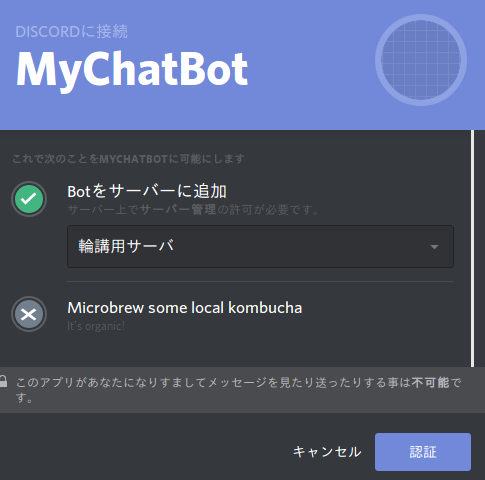 DISCORDに接続
MyChatBot
これで次のことをMYCHATBOTに可能にします
Botをサーバーに追加
サーバー上でサーバー管理の許可が必要です。
輪講用サーバ
Microbrew some local kombucha
It's organic!
このアプリがあなたになりすましてメッセージを見たり送ったりする事は不可能で
す。
キャンセル
認証